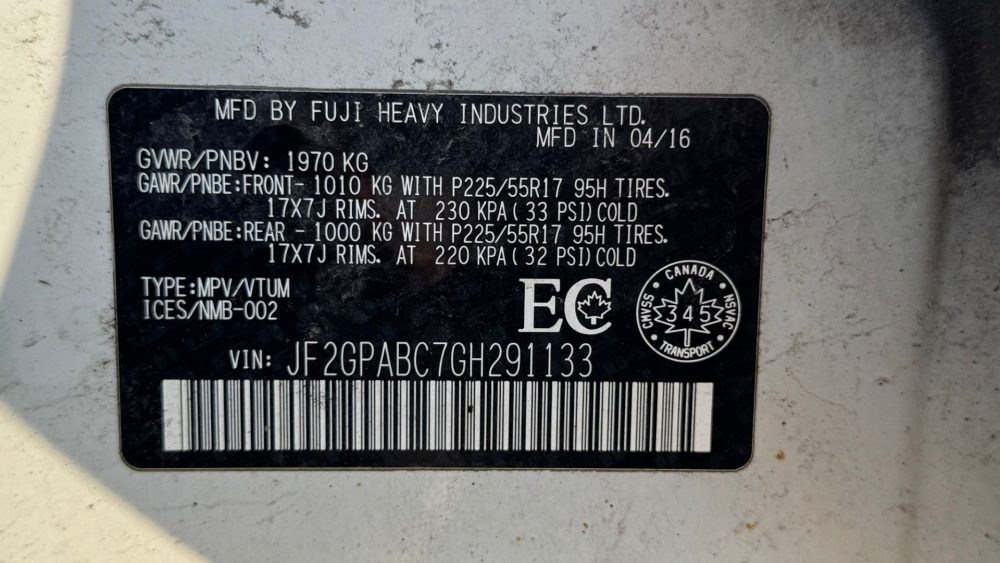 MFD BY FUJI HEAVY INDUSTRIES LTD.
MFD IN 04/16
GVWR/PNBV: 1970 KG
GAWR/PNBE:FRONT- 1010 KG WITH P225/55R17 95H TIRES.
17X7J RIMS. AT 230 KPA(33 PSI)COLD
GAWR/PNBE:REAR - 1000 KG WITH P225/55R17 95H TIRES.
17X7J RIMS. AT 220 KPA(32 PSI)COLD
TYPE:MPV/VTUM
ICES/NMB-002
EC
CANADA
CMVSS
345
NSVAC
TRANSPORT
VIN: JF2GPABC7GH291133